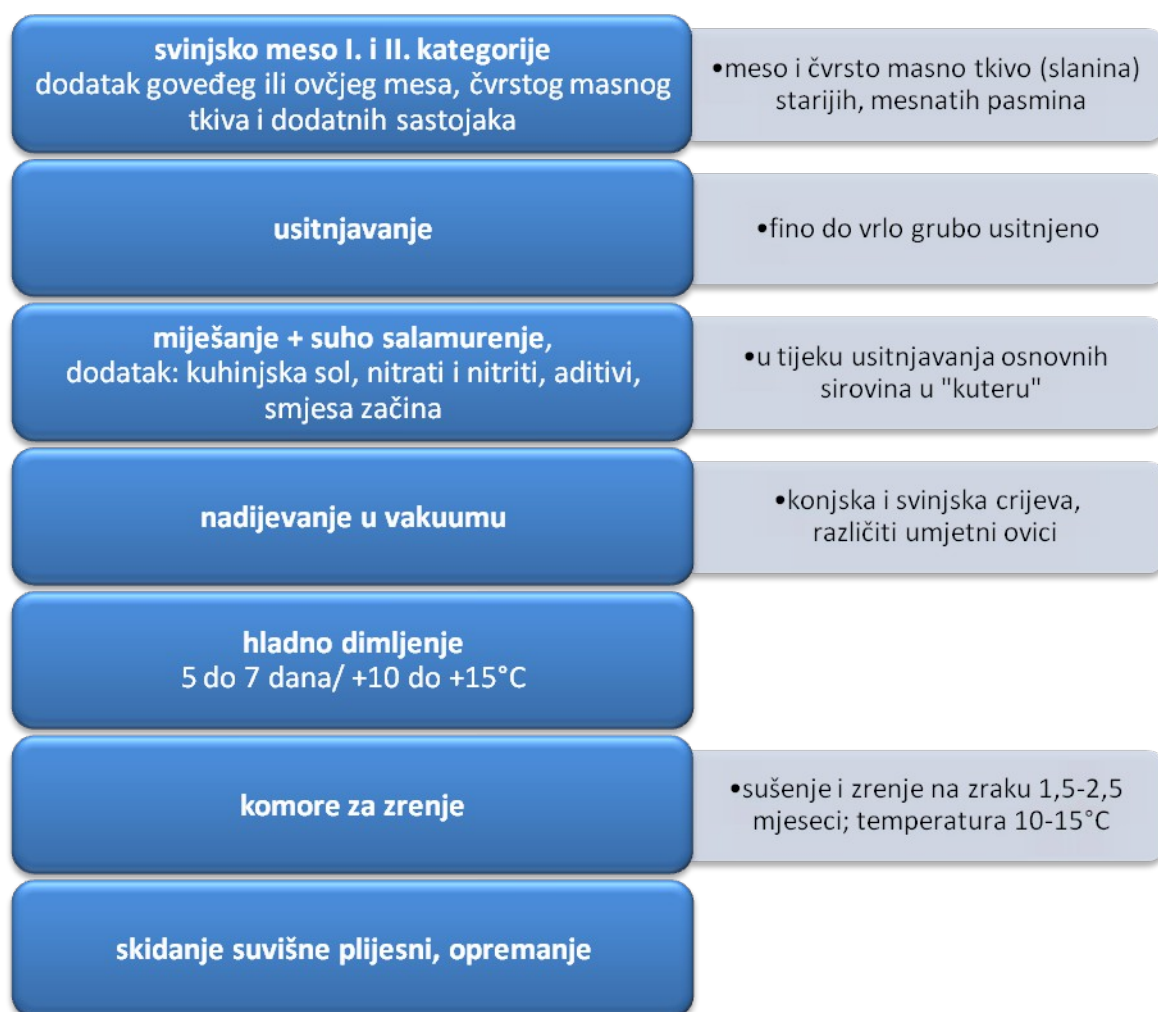 svinjsko meso I. i II. kategorije
dodatak goveđeg ili ovčjeg mesa, čvrstog masnog
tkiva i dodatnih sastojaka
•meso i čvrsto masno tkivo (slanina)
starijih, mesnatih pasmina
usitnjavanje
•fino do vrlo grubo usitnjeno
miješanje + suho salamurenje,
dodatak: kuhinjska sol, nitrati i nitriti, aditivi,
smjesa začina
•u tijeku usitnjavanja osnovnih
sirovina u "kuteru"
nadijevanje u vakuumu
•konjska i svinjska crijeva,
različiti umjetni ovici
hladno dimljenje
5 do 7 dana/ +10 do +15°C
komore za zrenje
•sušenje i zrenje na zraku 1,5-2,5
mjeseci; temperatura 10-15°C
skidanje suvišne plijesni, opremanje